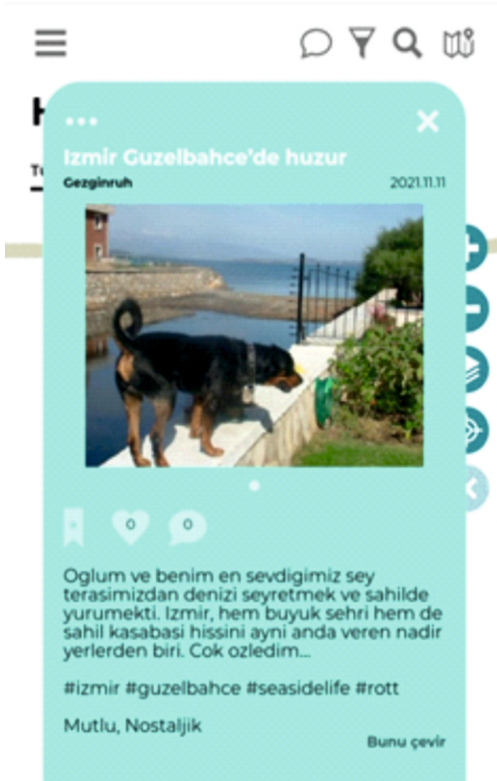 H
Tu
Izmir Guzelbahce'de huzur
Gezginruh
2021.11.11
0
0
Oglum ve benim en sevdigimiz sey
terasimizdan denizi seyretmek ve sahilde
yurumekti. Izmir, hem buyuk sehri hem de
sahil kasabasi hissini ayni anda veren nadir
yerlerden biri. Cok ozledim...
#izmir #guzelbahce #seasidelife #rott
Mutlu, Nostaljik
Bunu çevir